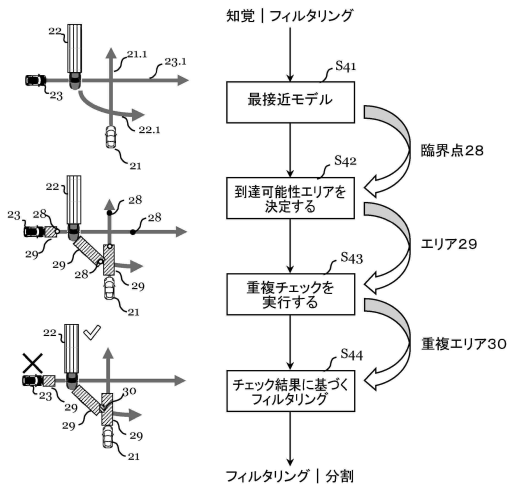 22
21.1
23.1
23
22.1
21
知覚 | フィルタリング
S41
最接近モデル
臨界点28
S42
到達可能性エリアを
決定する
エリア29
S43
重複チェックを
実行する
重複エリア30
S44
チェック結果に基づく
フィルタリング
フィルタリング | 分割
22
28
23
28
28
29
29
28
29
21
22
23
29
30
29
29
21